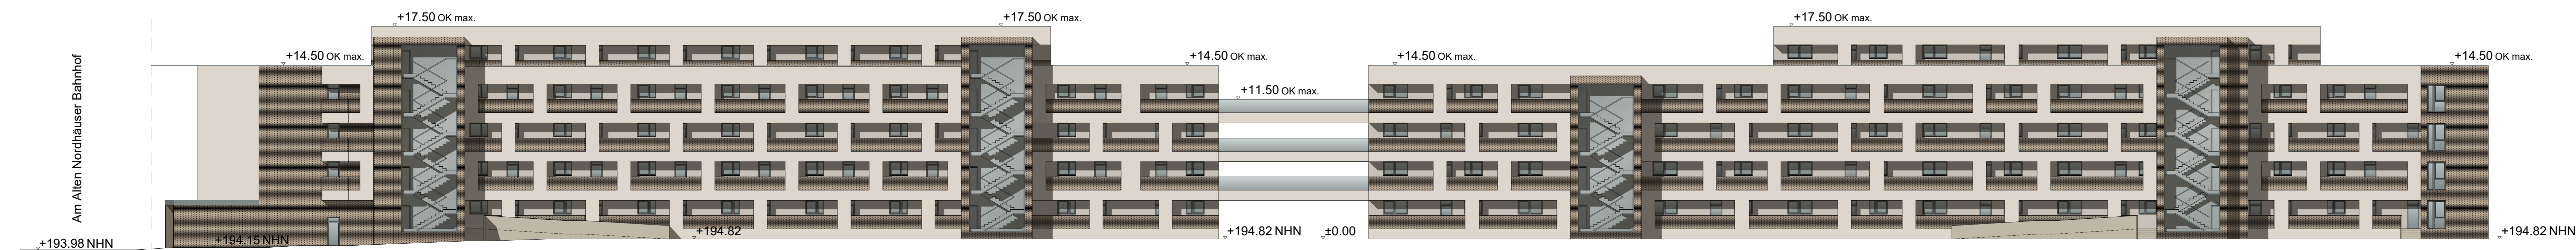 Am Alten Nordhäuser Bahnhof
+17.50 OK max.
+17.50 OK max.
+17.50 OK max.
+14.50 OK max.
+14.50 OK max.
+14.50 OK max.
+14.50 OK max.
+11.50 OK max.
+193.98 NHN
+194.15 NHN
+194.82
+194.82 NHN
±0.00
+194.82 NHN